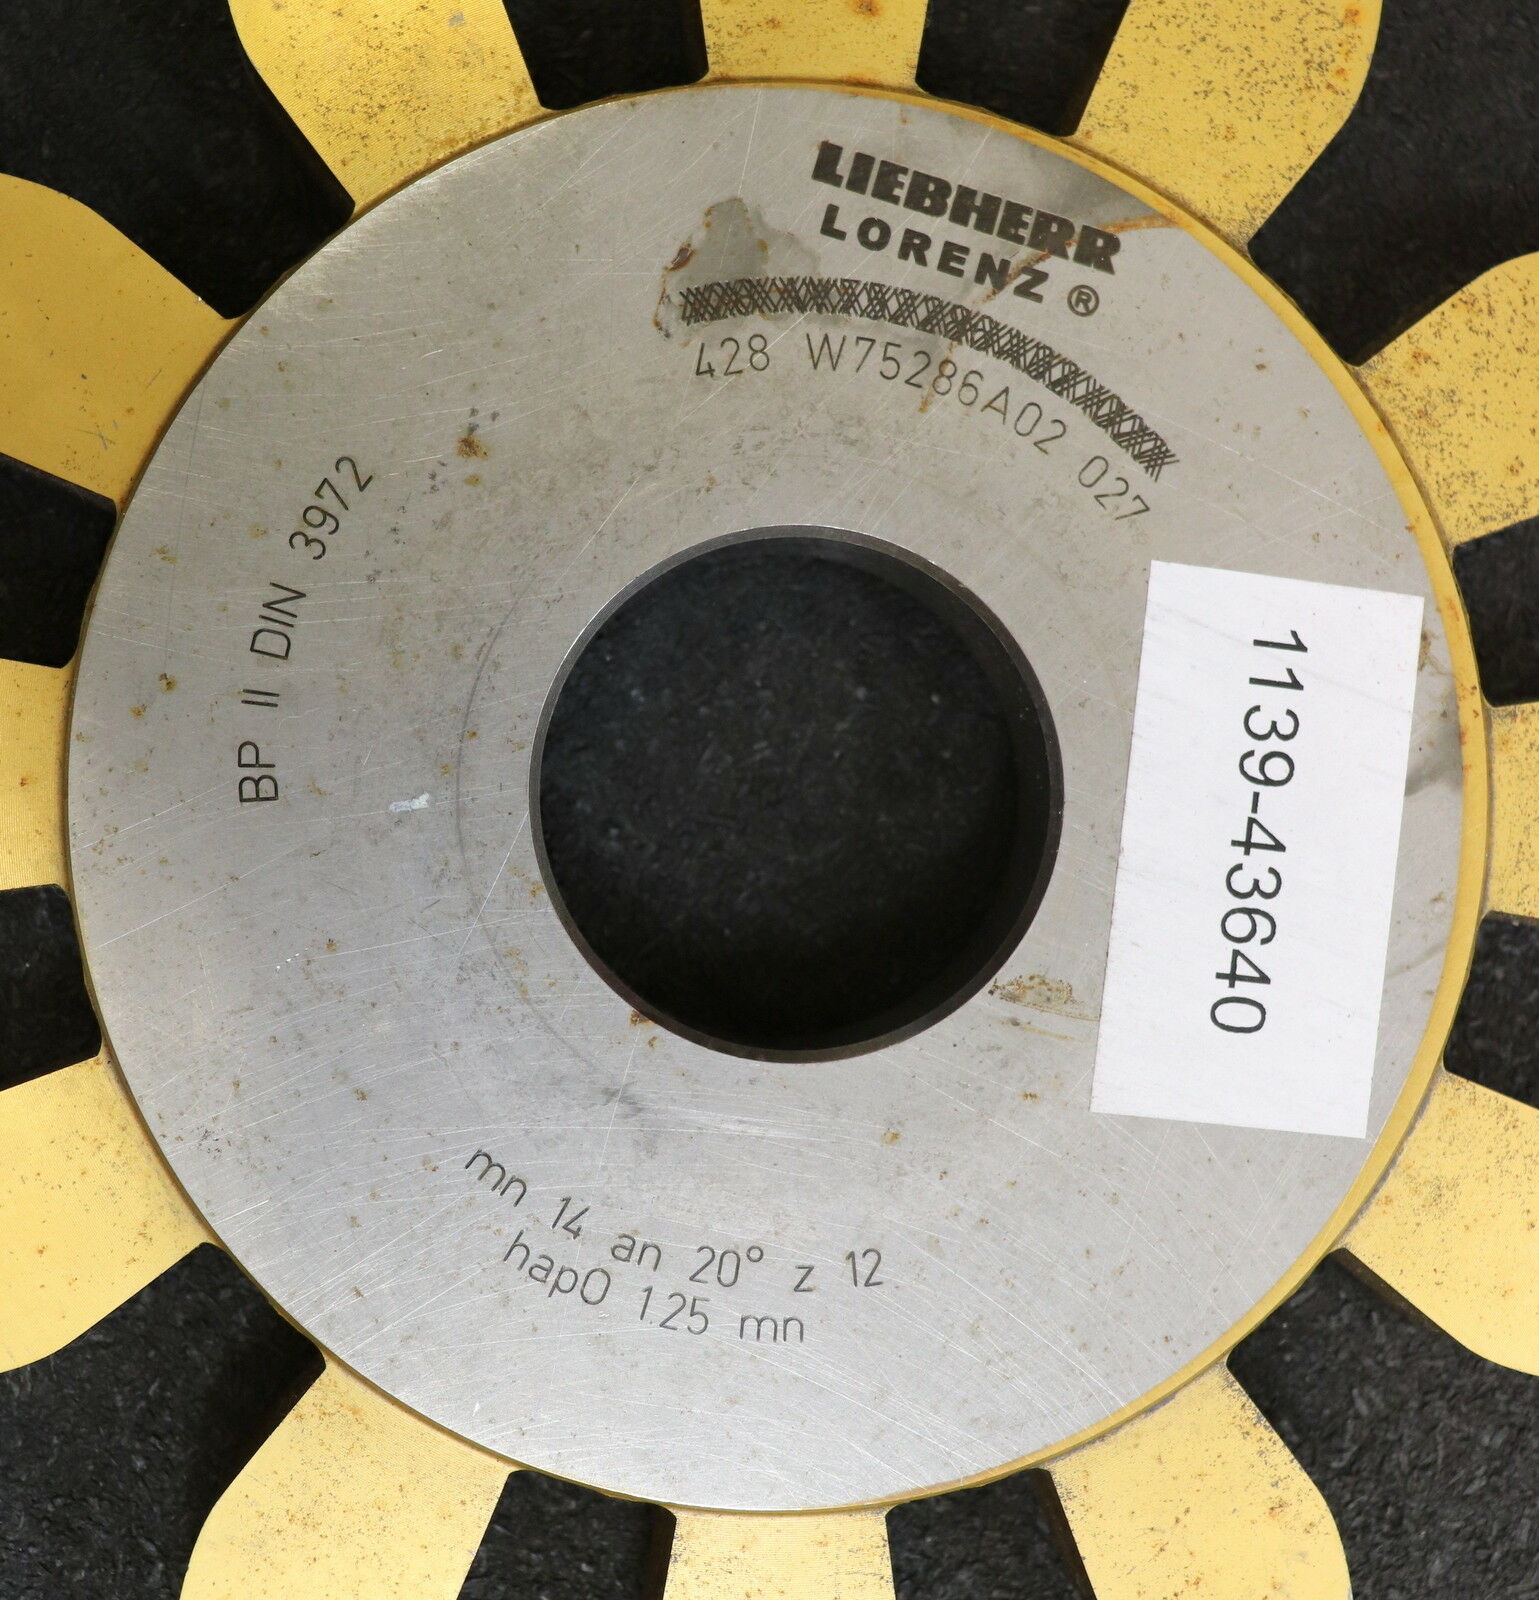 LIEBHERR
LORENZ ®
428 W75286A02 027
BP II DIN 3972
1139-43640
mn 14 an 20° z 12
hap0 1.25 mn